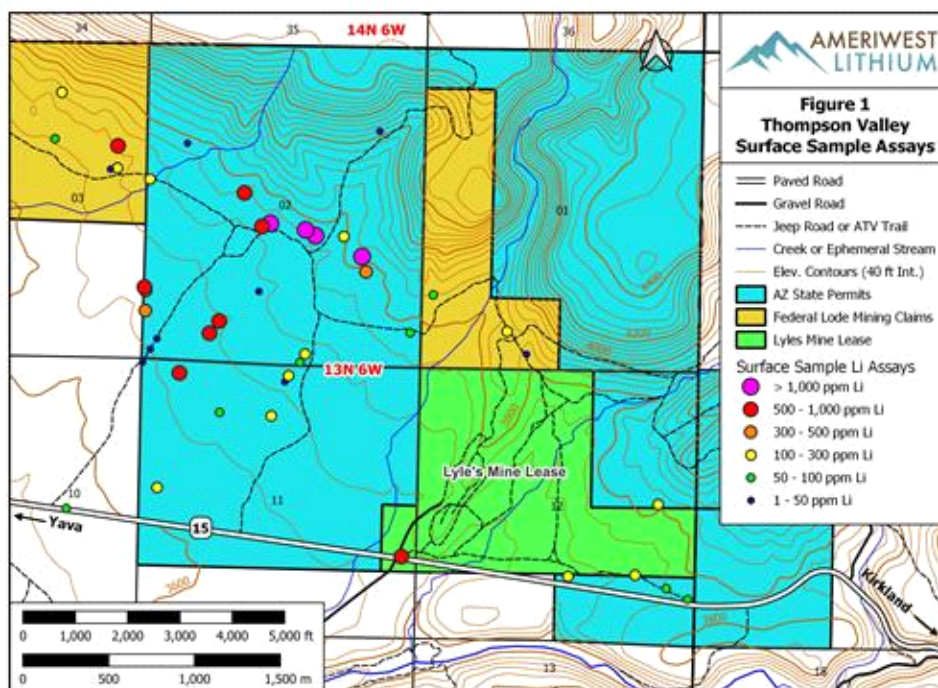 34
35
14N 6W
36
AMERIWEST
LITHIUM
Figure 1
Thompson Valley
Surface Sample Assays
Paved Road
Gravel Road
Jeep Road or ATV Trail
Creek or Ephemeral Stream
Elev. Contours (40 ft Int.)
AZ State Permits
Federal Lode Mining Claims
Lyles Mine Lease
Surface Sample Li Assays
> 1,000 ppm Li
500 - 1,000 ppm Li
300 - 500 ppm Li
100 - 300 ppm Li
50 - 100 ppm Li
1 - 50 ppm Li
03
02
01
13N 6W
Lyle's Mine Lease
10
11
12
Yava
15
Kirkland
3600
0 1,000 2,000 3,000 4,000 5,000 ft
0 500 1,000 1,500 m
13
18